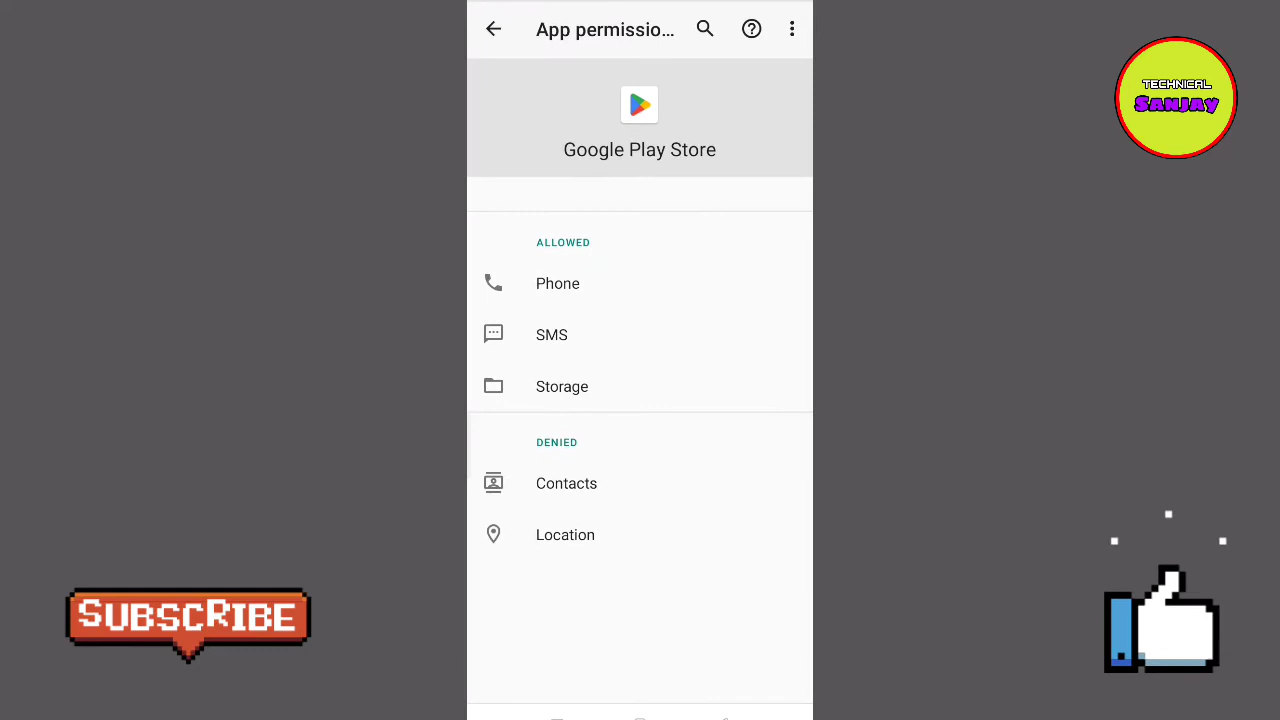 App permissio...
TECHNICAL
Sanjay
Google Play Store
ALLOWED
Phone
SMS
Storage
DENIED
Contacts
Location
SUBSCRIBE